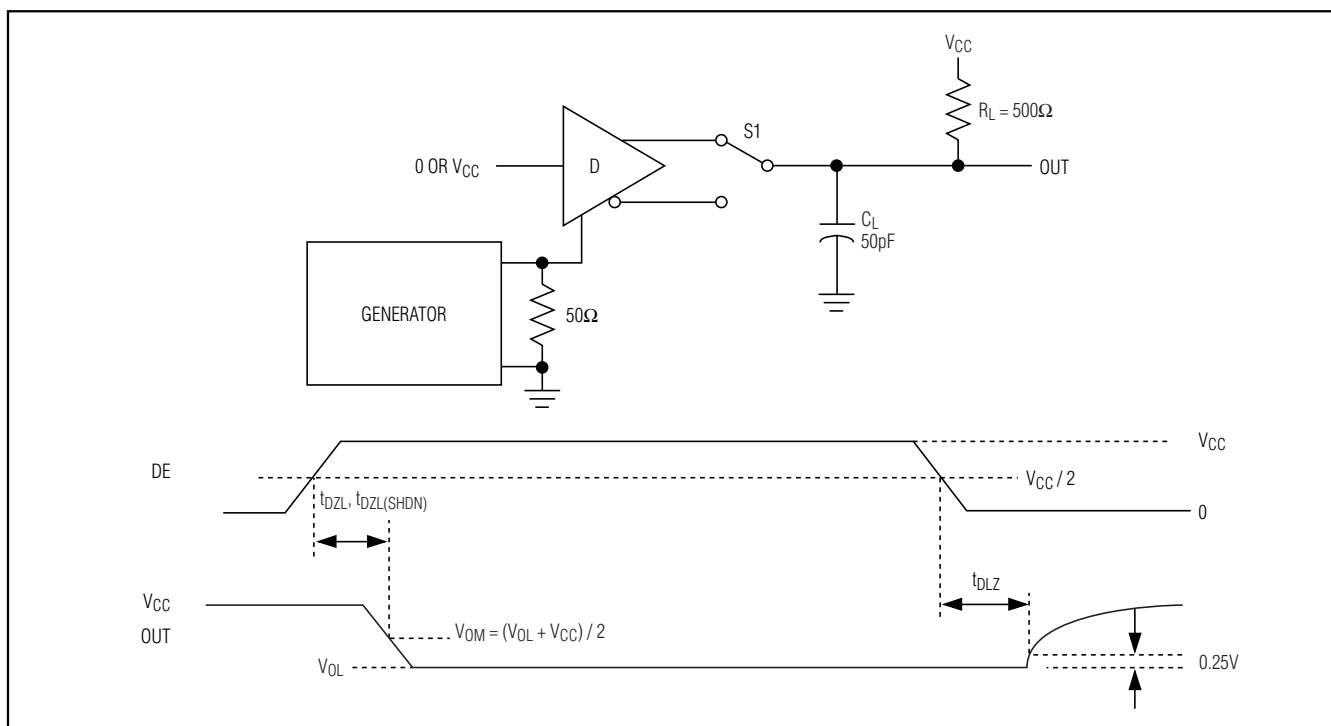 VCC
RL = 500Ω
S1
0 OR VCC
D
OUT
CL
50pF
GENERATOR
50Ω
VCC
DE
VCC / 2
tDZL, tDZL(SHDN)
0
tDLZ
VCC
OUT
VOM = (VOL + VCC) / 2
VOL
0.25V